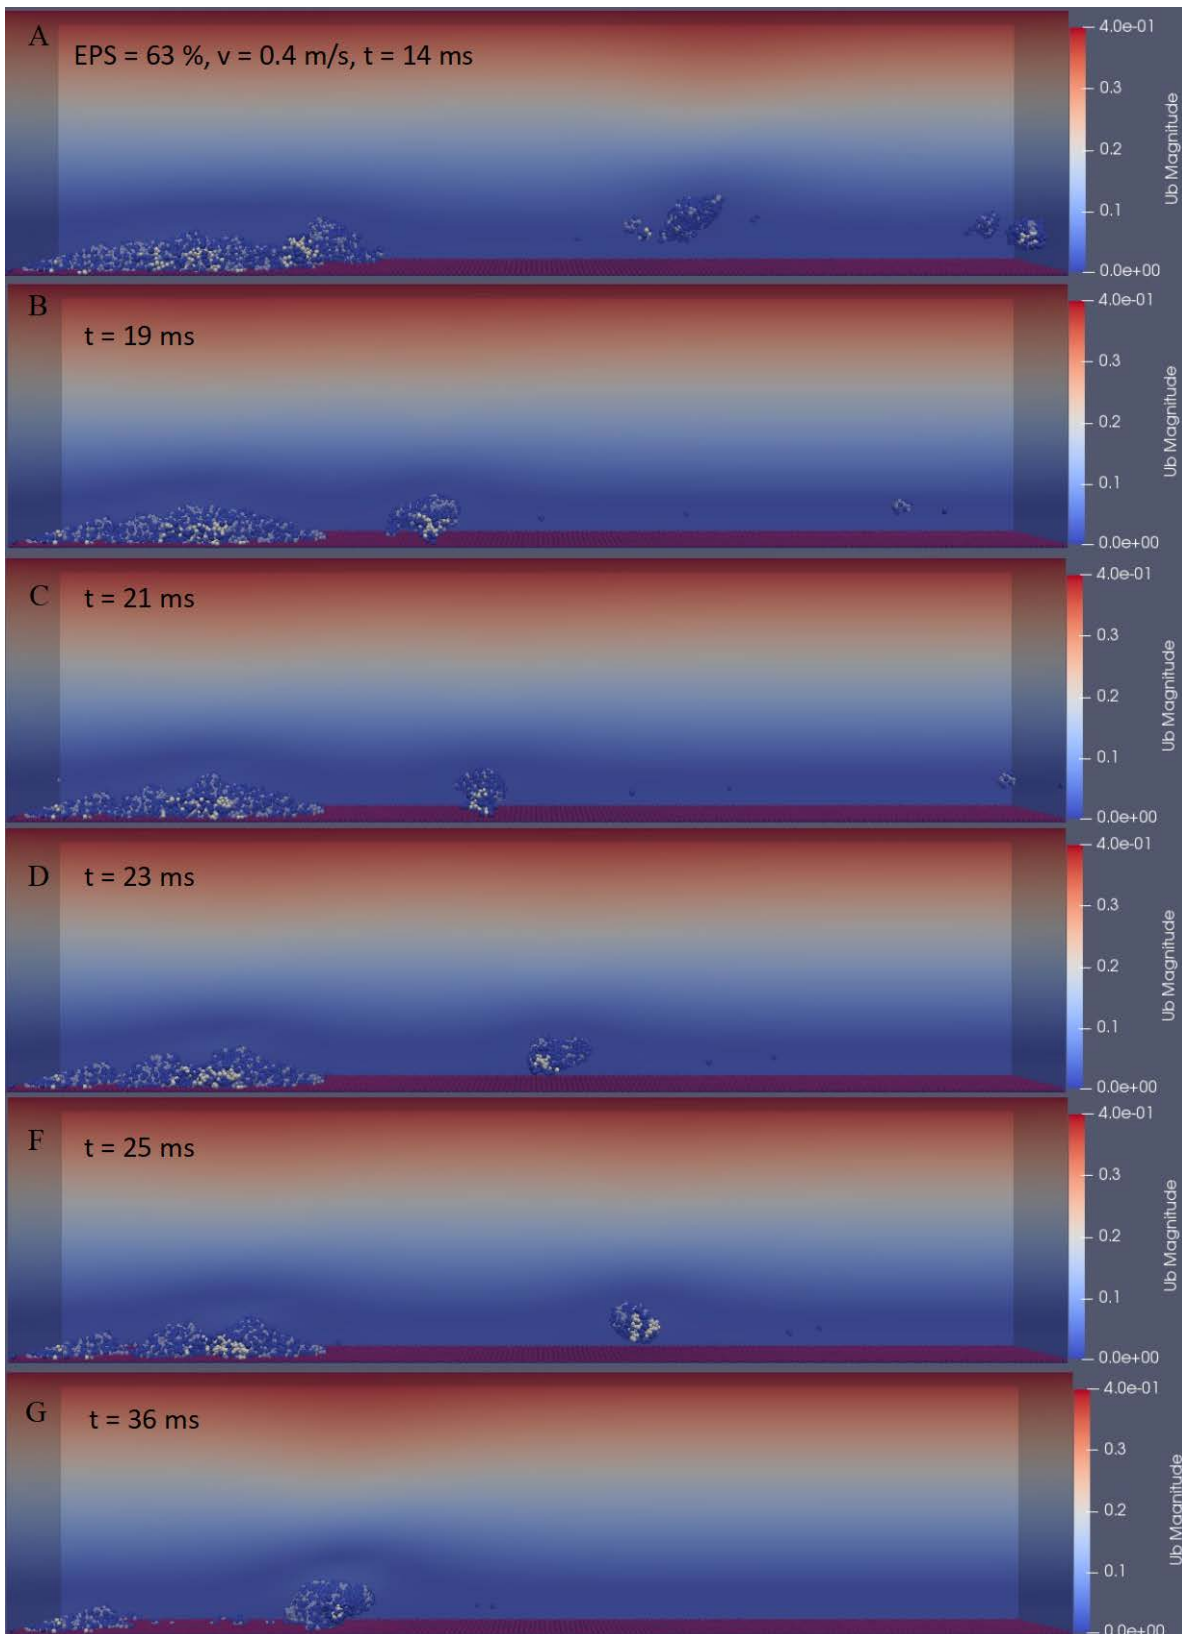 A
EPS = 63 %, v = 0.4 m/s, t = 14 ms
4.0e-01
0.3
0.2
0.1
0.0e+00
Ub Magnitude
B
t = 19 ms
4.0e-01
0.3
0.2
0.1
0.0e+00
Ub Magnitude
C
t = 21 ms
4.0e-01
0.3
0.2
0.1
0.0e+00
Ub Magnitude
D
t = 23 ms
4.0e-01
0.3
0.2
0.1
0.0e+00
Ub Magnitude
F
t = 25 ms
4.0e-01
0.3
0.2
0.1
0.0e+00
Ub Magnitude
G
t = 36 ms
4.0e-01
0.3
0.2
0.1
0.0e+00
Ub Magnitude